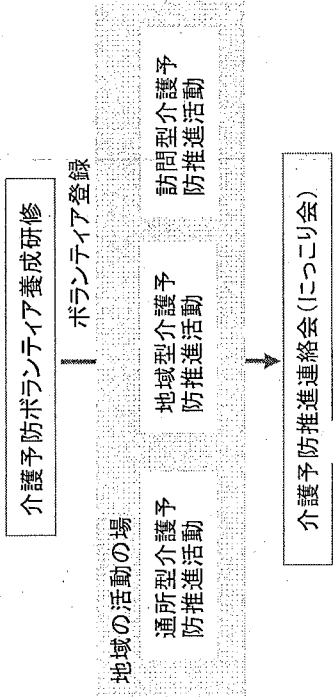 介護予防ボランティア養成研修
ボランティア登録
地域の活動の場
通所型介護予
防推進活動
地域型介護予
防推進活動
訪問型介護予
防推進活動
介護予防推進連絡会(にっこり会)